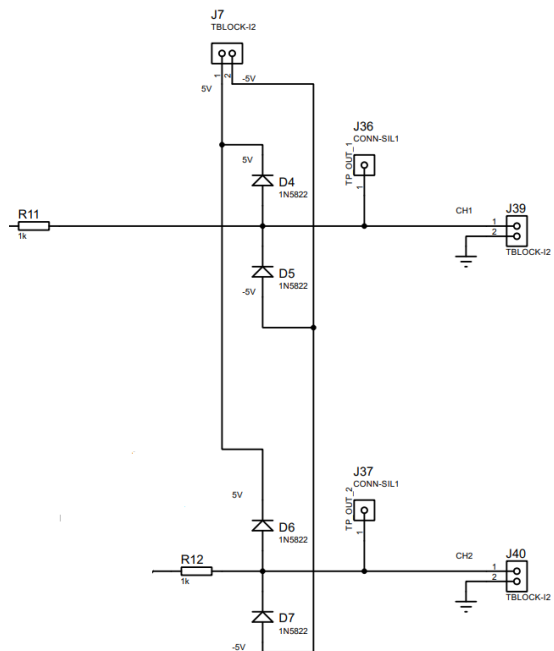 J7
TBLOCK-I2
1
2
5V
-5V
J36
CONN-SIL1
TP_OUT_1
1
5V
D4
1N5822
R11
1k
CH1
1
2
J39
TBLOCK-I2
D5
1N5822
-5V
J37
CONN-SIL1
TP_OUT_2
1
5V
D6
1N5822
R12
1k
CH2
1
2
J40
TBLOCK-I2
D7
1N5822
-5V